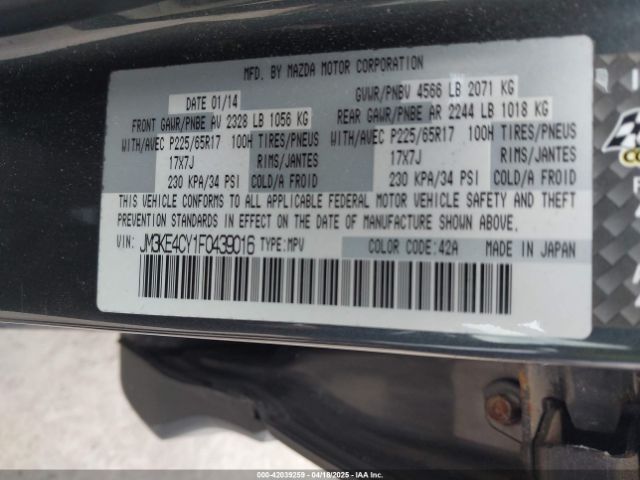 MFD. BY MAZDA MOTOR CORPORATION
DATE 01/14 GVWR/PNBV 4566 LB 2071 KG
FRONT GAWR/PNBE AV 2328 LB 1056 KG REAR GAWR/PNBE AR 2244 LB 1018 KG
WITH/AVEC P225/65R17 100H TIRES/PNEUS WITH/AVEC P225/65R17 100H TIRES/PNEUS
17X7J RIMS/JANTES 17X7J RIMS/JANTES
230 KPA/34 PSI COLD/A FROID 230 KPA/34 PSI COLD/A FROID
THIS VEHICLE CONFORMS TO ALL APPLICABLE FEDERAL MOTOR VEHICLE SAFETY AND THEFT
PREVENTION STANDARDS IN EFFECT ON THE DATE OF MANUFACTURE SHOWN ABOVE.
VIN: JM3KE4CY1F0439016 TYPE: MPV COLOR CODE: 42A MADE IN JAPAN
000-42039259 - 04/18/2025 - IAAI.com